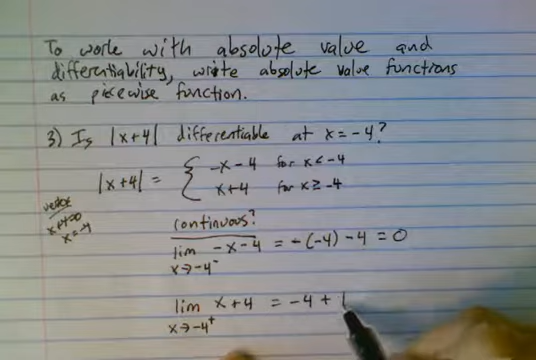 To work with absolute value and
differentiability, write absolute value functions
as piecewise function.
3) Is |x+4| differentiable at x=-4?
|x+4| = { -x-4 for x<-4
x+4 for x≥-4
vertex
x+4=0
x=-4
continuous?
lim -x-4 = -(-4)-4 = 0
x→-4⁻
lim x+4 = -4+
x→-4⁺